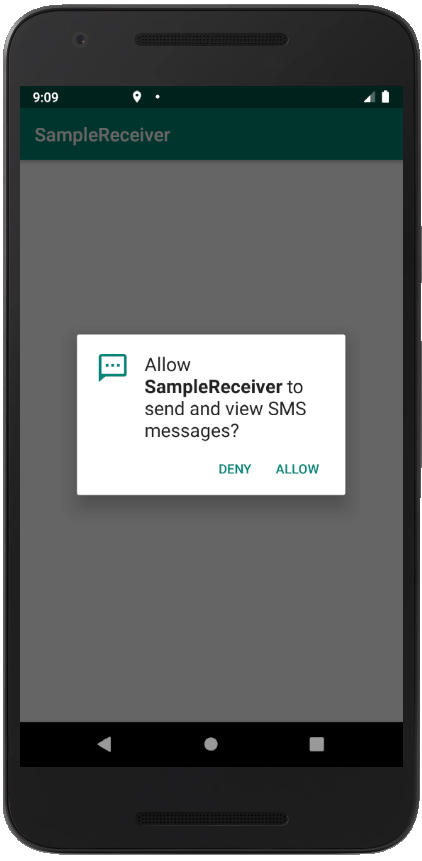 9:09
SampleReceiver
Allow
SampleReceiver to
send and view SMS
messages?
DENY ALLOW